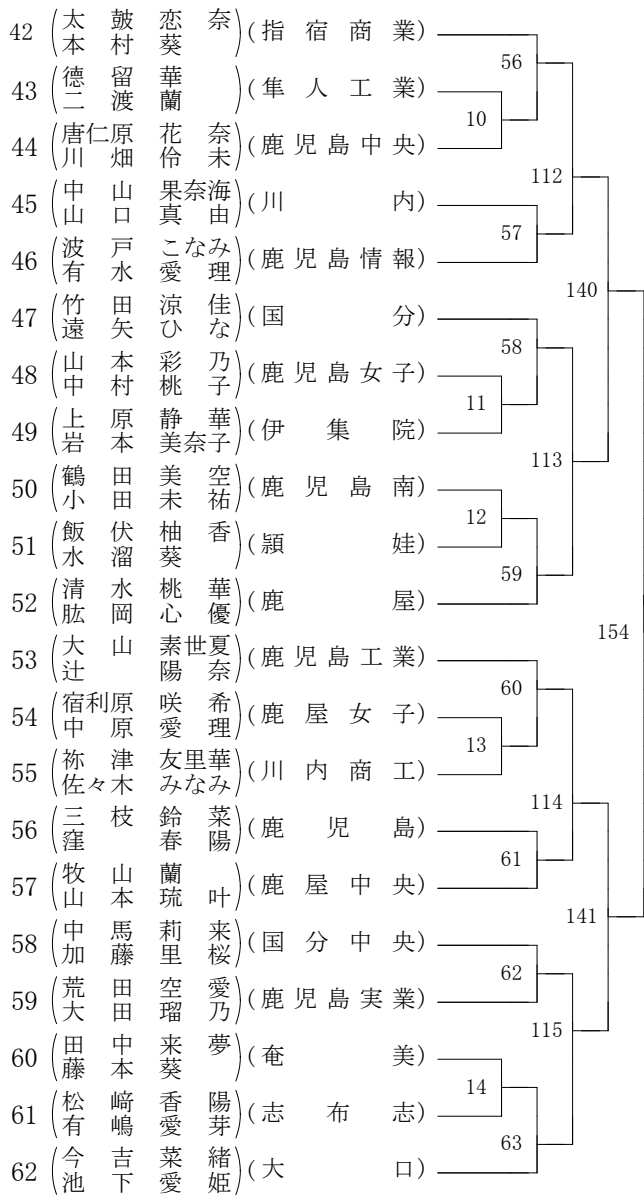 42 (太鼓恋奈 本村葵) (指宿商業)
43 (德留華 二渡蘭) (隼人工業)
44 (唐仁原花奈 川畑伶未) (鹿児島中央)
45 (中山果奈海 山口真由) (川内)
46 (波戸こなみ 有水愛理) (鹿児島情報)
47 (竹田涼佳 遠矢ひな) (国分)
48 (山本彩乃 中村桃子) (鹿児島女子)
49 (上原静華 岩本美奈子) (伊集院)
50 (鶴田美空 小田未祐) (鹿児島南)
51 (飯伏柚香 水溜葵) (頴娃)
52 (清水桃華 肱岡心優) (鹿屋)
53 (大山素世夏 辻陽奈) (鹿児島工業)
54 (宿利原咲希 中原愛理) (鹿屋女子)
55 (祢津友里華 佐々木みなみ) (川内商工)
56 (三枝鈴菜 窪春陽) (鹿児島)
57 (牧山蘭 山本琉叶) (鹿屋中央)
58 (中馬莉来 加藤里桜) (国分中央)
59 (荒田空愛 大田瑠乃) (鹿児島実業)
60 (田中来夢 藤本葵) (奄美)
61 (松﨑香陽 有嶋愛芽) (志布志)
62 (今吉菜緒 池下愛姫) (大口)
56
10
112
57
140
58
11
113
12
59
154
60
13
114
61
141
62
115
14
63